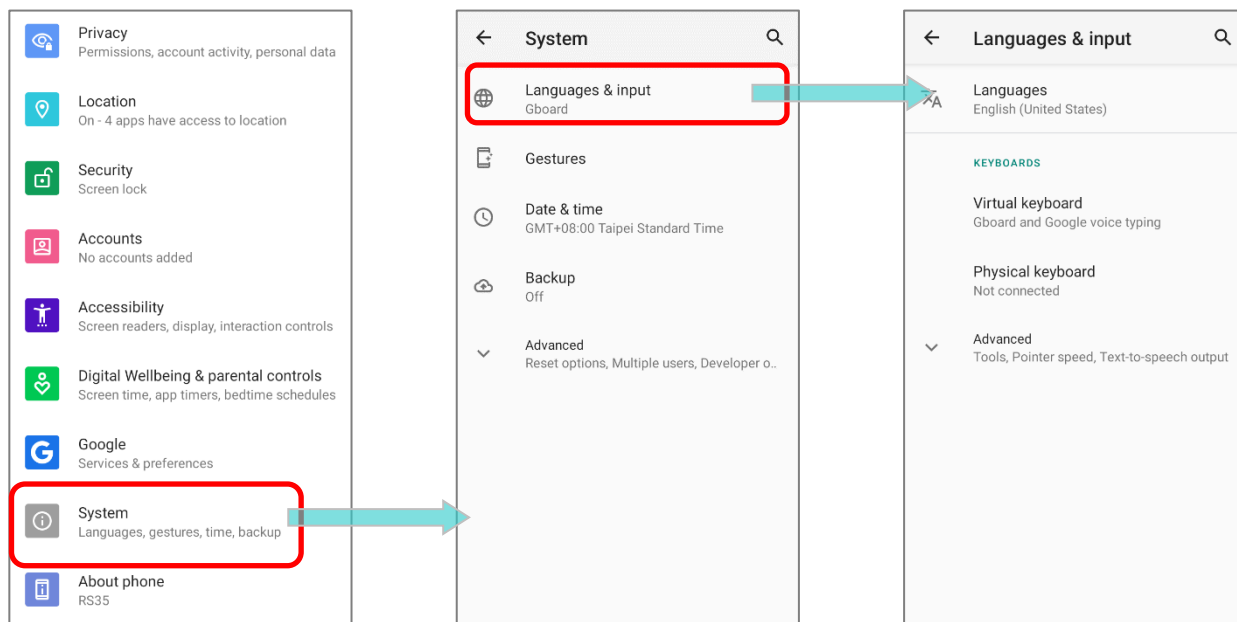 Privacy
Permissions, account activity, personal data
Location
On - 4 apps have access to location
Security
Screen lock
Accounts
No accounts added
Accessibility
Screen readers, display, interaction controls
Digital Wellbeing & parental controls
Screen time, app timers, bedtime schedules
Google
Services & preferences
System
Languages, gestures, time, backup
About phone
RS35
System
Languages & input
Gboard
Gestures
Date & time
GMT+08:00 Taipei Standard Time
Backup
Off
Advanced
Reset options, Multiple users, Developer o..
Languages & input
Languages
English (United States)
KEYBOARDS
Virtual keyboard
Gboard and Google voice typing
Physical keyboard
Not connected
Advanced
Tools, Pointer speed, Text-to-speech output